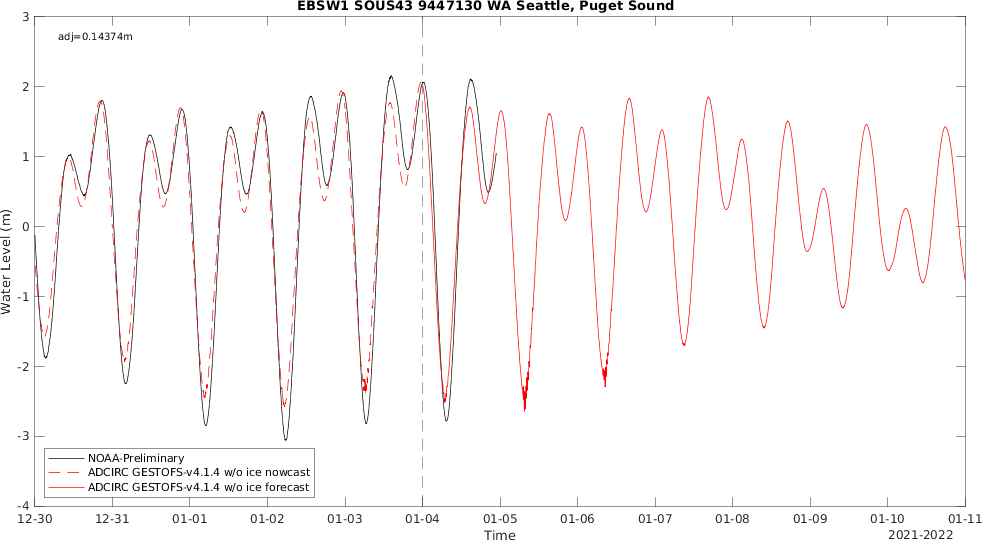 EBSW1 SOUS43 9447130 WA Seattle, Puget Sound
adj=0.14374m
3
2
1
0
-1
-2
-3
-4
Water Level (m)
NOAA-Preliminary
ADCIRC GESTOFS-v4.1.4 w/o ice nowcast
ADCIRC GESTOFS-v4.1.4 w/o ice forecast
12-30 12-31 01-01 01-02 01-03 01-04 01-05 01-06 01-07 01-08 01-09 01-10 01-11
Time
2021-2022